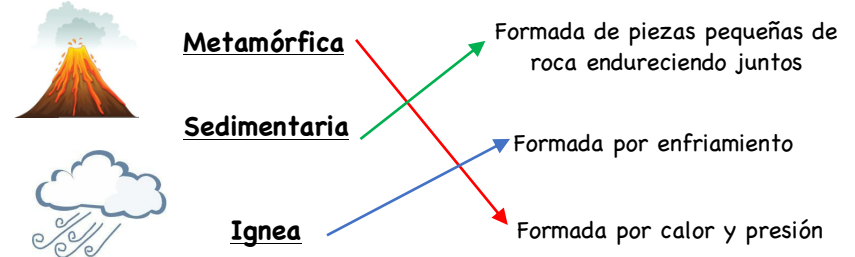 Metamórfica
Formada de piezas pequeñas de
roca endureciendo juntos
Sedimentaria
Formada por enfriamiento
Ignea
Formada por calor y presión